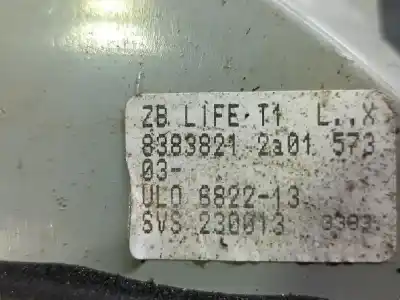 ZB LIFE-T1 L..X
8383821 2a01 573
03-
ULO 6822-13
SVS 230013 8383